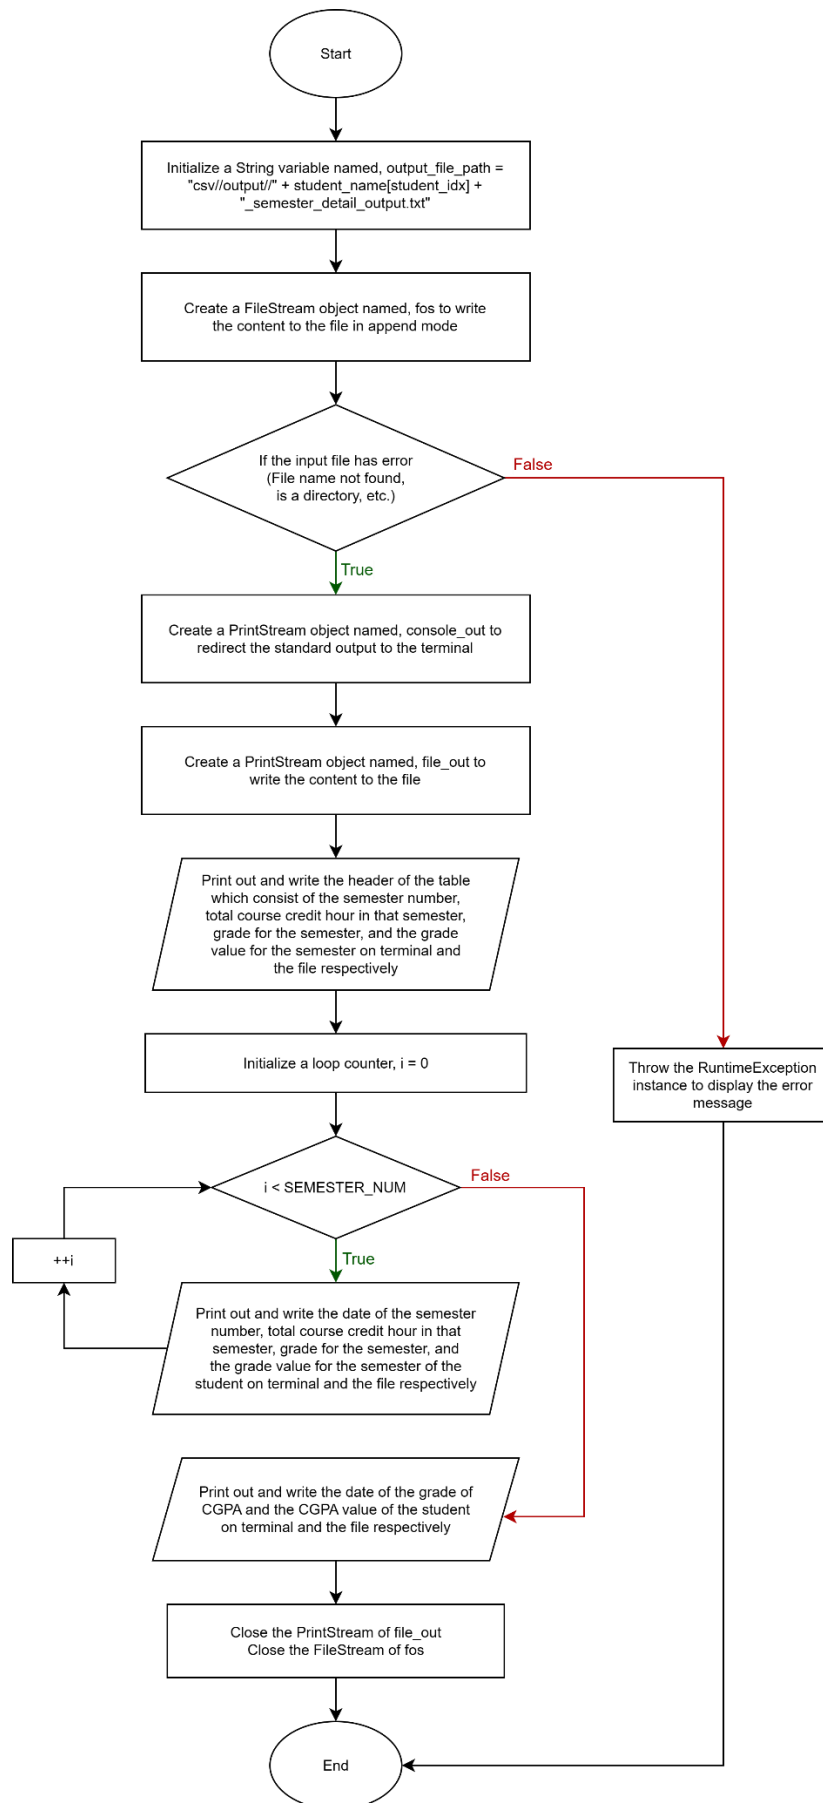 Start
Initialize a String variable named, output_file_path =
"csv//output//" + student_name[student_idx] +
"_semester_detail_output.txt"
Create a FileStream object named, fos to write
the content to the file in append mode
If the input file has error
(File name not found,
is a directory, etc.)
False
True
Create a PrintStream object named, console_out to
redirect the standard output to the terminal
Create a PrintStream object named, file_out to
write the content to the file
Print out and write the header of the table
which consist of the semester number,
total course credit hour in that semester,
grade for the semester, and the grade
value for the semester on terminal and
the file respectively
Initialize a loop counter, i = 0
Throw the RuntimeException
instance to display the error
message
i < SEMESTER_NUM
False
True
++i
Print out and write the date of the semester
number, total course credit hour in that
semester, grade for the semester, and
the grade value for the semester of the
student on terminal and the file respectively
Print out and write the date of the grade of
CGPA and the CGPA value of the student
on terminal and the file respectively
Close the PrintStream of file_out
Close the FileStream of fos
End